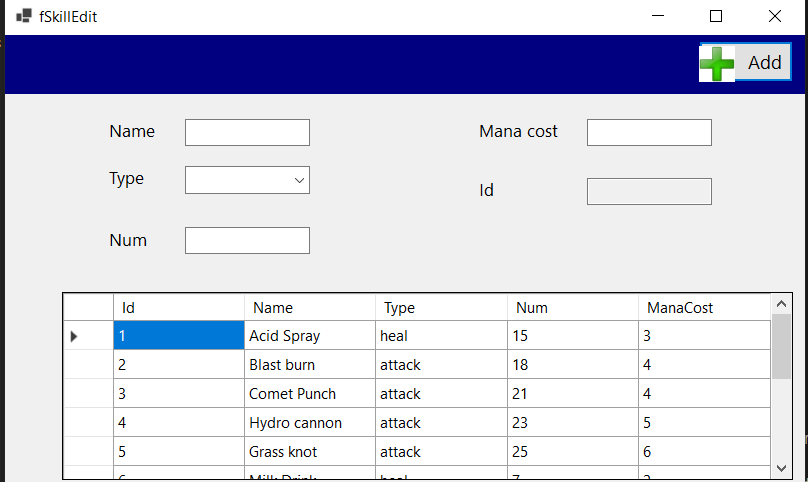 fSkillEdit
Add
Name Mana cost
Type
Id
Num
Id Name Type Num ManaCost
1 Acid Spray heal 15 3
2 Blast burn attack 18 4
3 Comet Punch attack 21 4
4 Hydro cannon attack 23 5
5 Grass knot attack 25 6
6 Milk Drink heal 7